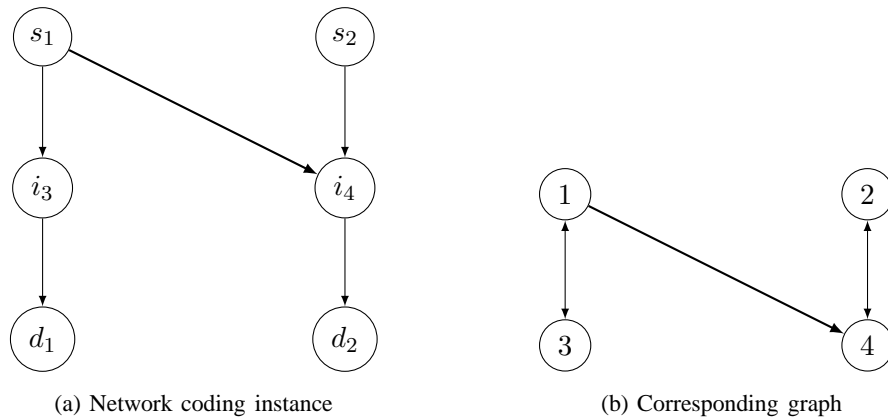 s₁ s₂
i₃ i₄
1 2
d₁ d₂
3 4
(a) Network coding instance
(b) Corresponding graph